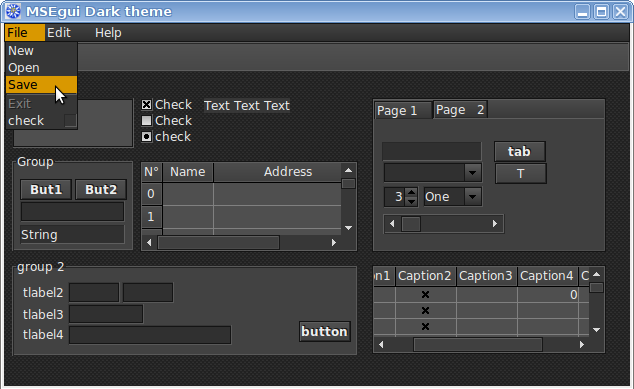 MSEgui Dark theme
File Edit Help
New
Open
Save
Exit
check
Check
Check
check
Text Text Text
Page 1 Page 2
tab
T
3 One
Group
But1 But2
String
N° Name Address
0
1
group 2
tlabel2
tlabel3
tlabel4
button
on1 Caption2 Caption3 Caption4 C
0